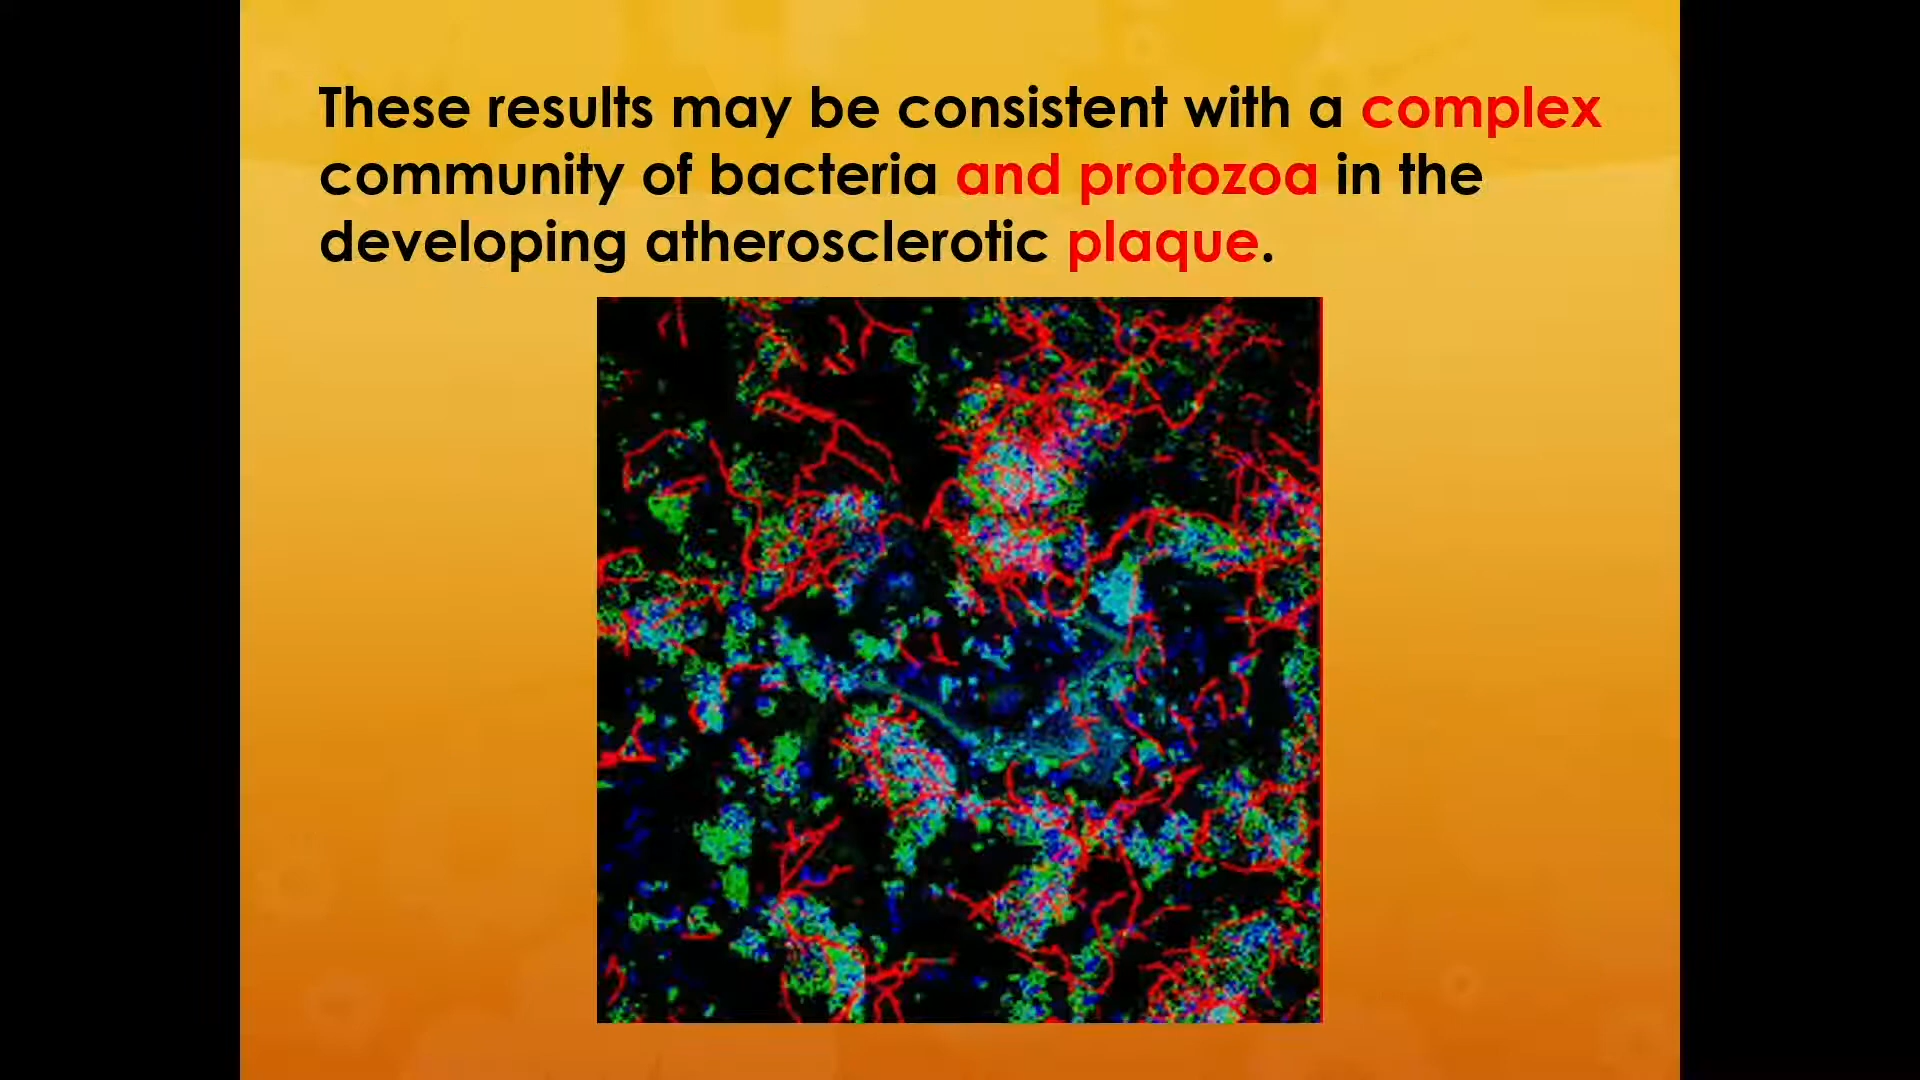 These results may be consistent with a complex
community of bacteria and protozoa in the
developing atherosclerotic plaque.